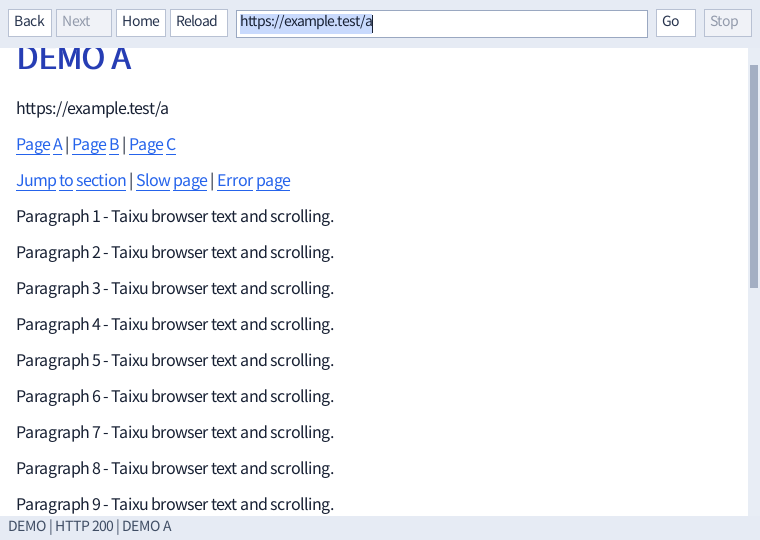 Back Next Home Reload https://example.test/a Go Stop
DEMO A
https://example.test/a
Page A | Page B | Page C
Jump to section | Slow page | Error page
Paragraph 1 - Taixu browser text and scrolling.
Paragraph 2 - Taixu browser text and scrolling.
Paragraph 3 - Taixu browser text and scrolling.
Paragraph 4 - Taixu browser text and scrolling.
Paragraph 5 - Taixu browser text and scrolling.
Paragraph 6 - Taixu browser text and scrolling.
Paragraph 7 - Taixu browser text and scrolling.
Paragraph 8 - Taixu browser text and scrolling.
Paragraph 9 - Taixu browser text and scrolling.
DEMO | HTTP 200 | DEMO A